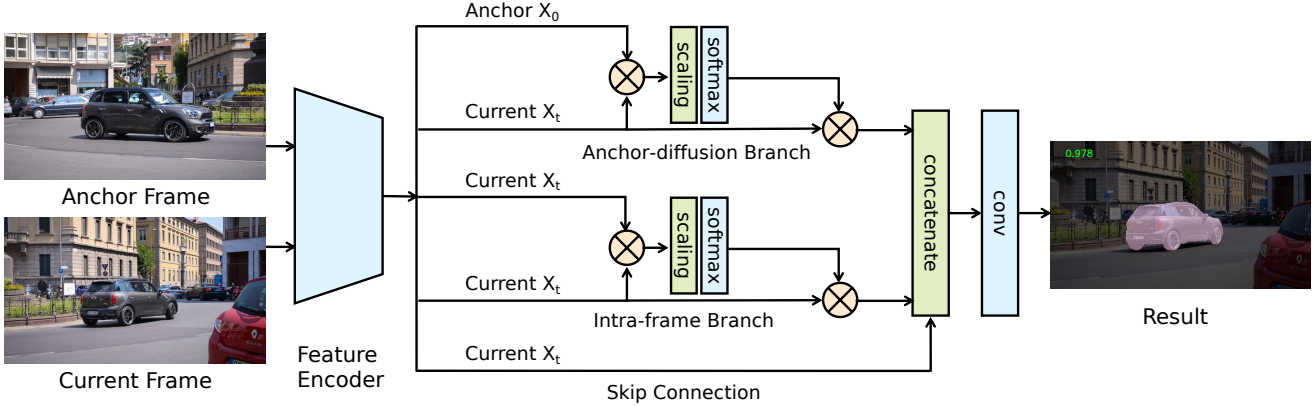 Anchor Frame
Current Frame
Feature
Encoder
Anchor X₀
Current Xₜ
scaling
softmax
Anchor-diffusion Branch
Current Xₜ
Current Xₜ
scaling
softmax
Intra-frame Branch
Current Xₜ
Skip Connection
concatenate
conv
0.978
Result